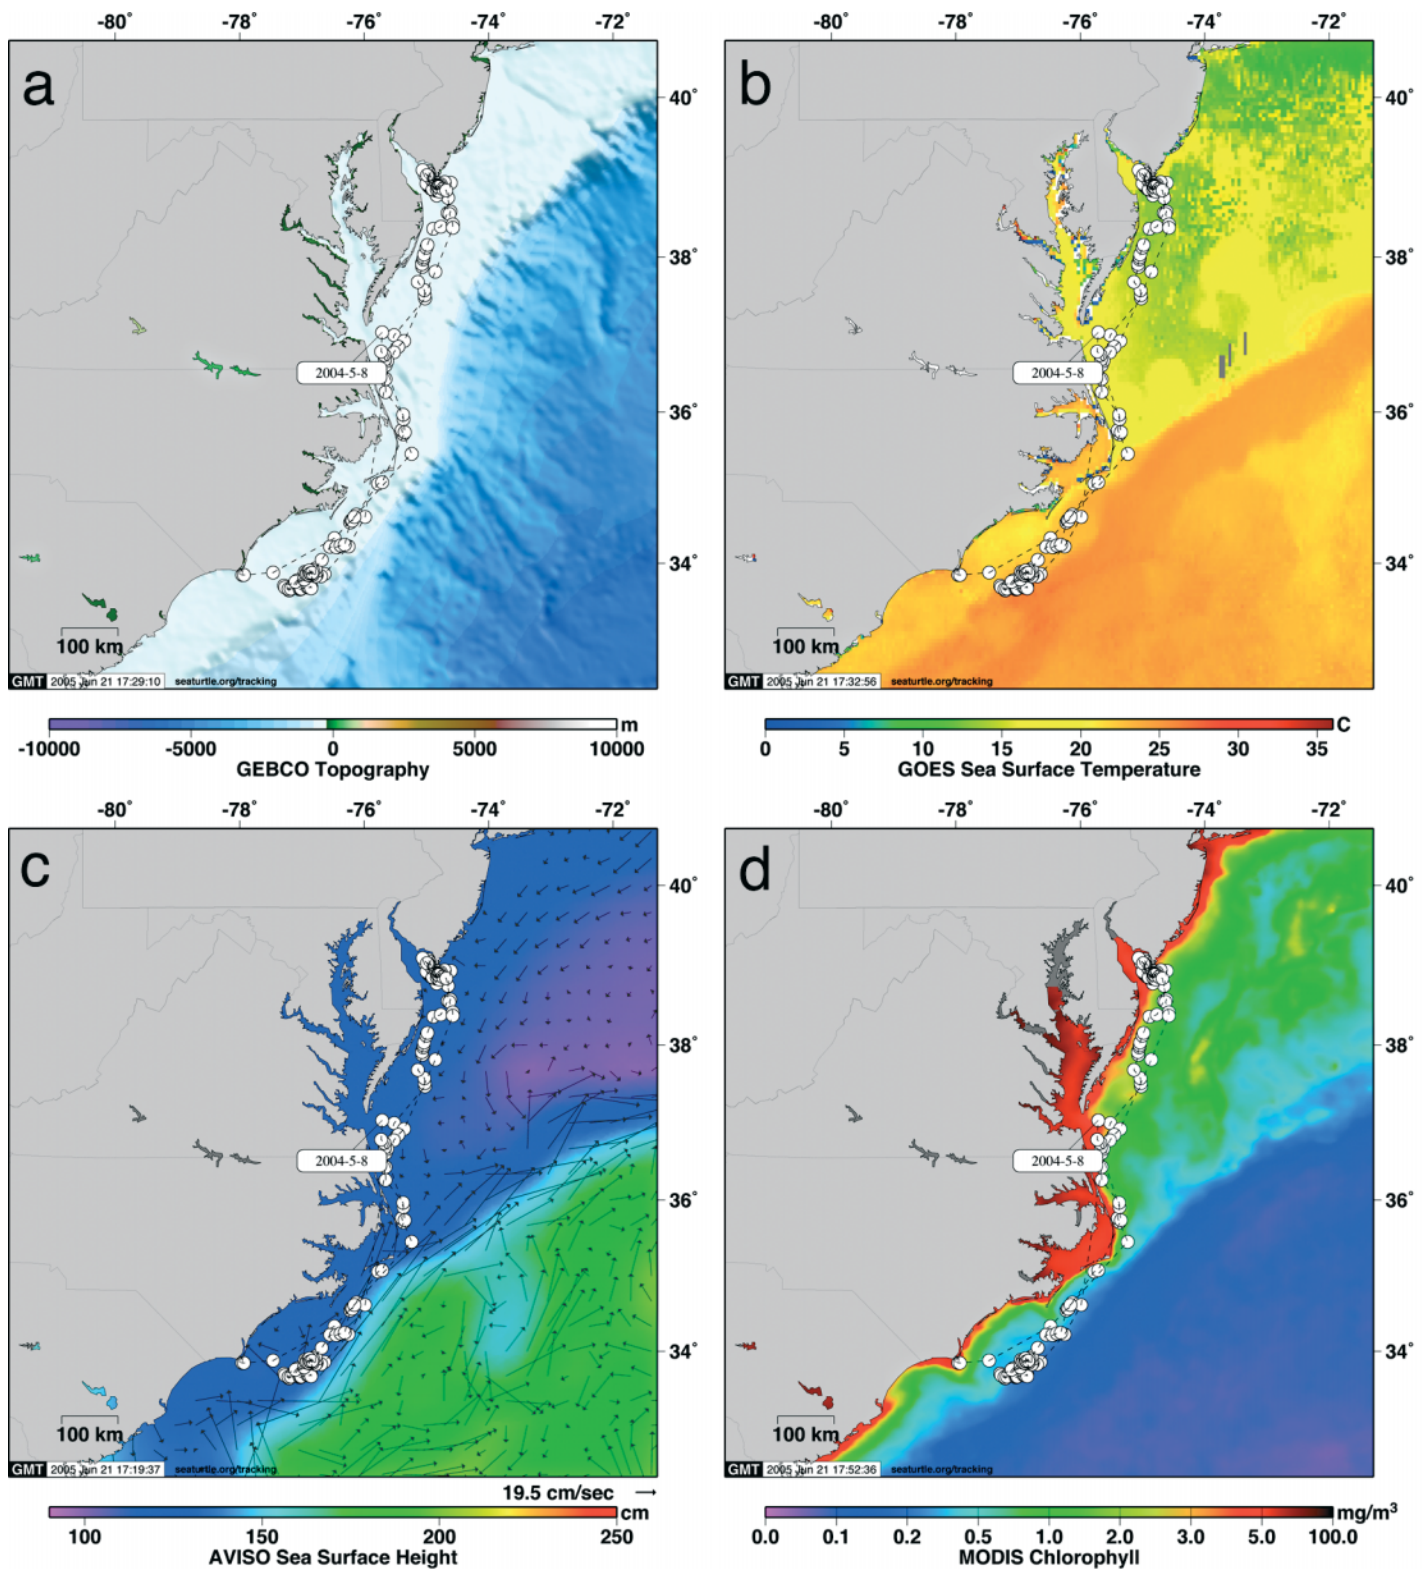 -80° -78° -76° -74° -72°
a
40°
38°
2004-5-8
36°
34°
100 km
GMT 2005 Jun 21 17:29:10 seaturtle.org/tracking
m
-10000 -5000 0 5000 10000
GEBCO Topography
-80° -78° -76° -74° -72°
b
40°
38°
2004-5-8
36°
34°
100 km
GMT 2005 Jun 21 17:32:56 seaturtle.org/tracking
C
0 5 10 15 20 25 30 35
GOES Sea Surface Temperature
-80° -78° -76° -74° -72°
c
40°
38°
2004-5-8
36°
34°
100 km
GMT 2005 Jun 21 17:19:37 seaturtle.org/tracking
19.5 cm/sec
cm
100 150 200 250
AVISO Sea Surface Height
-80° -78° -76° -74° -72°
d
40°
38°
2004-5-8
36°
34°
100 km
GMT 2005 Jun 21 17:52:36 seaturtle.org/tracking
mg/m³
0.0 0.1 0.2 0.5 1.0 2.0 3.0 5.0 100.0
MODIS Chlorophyll